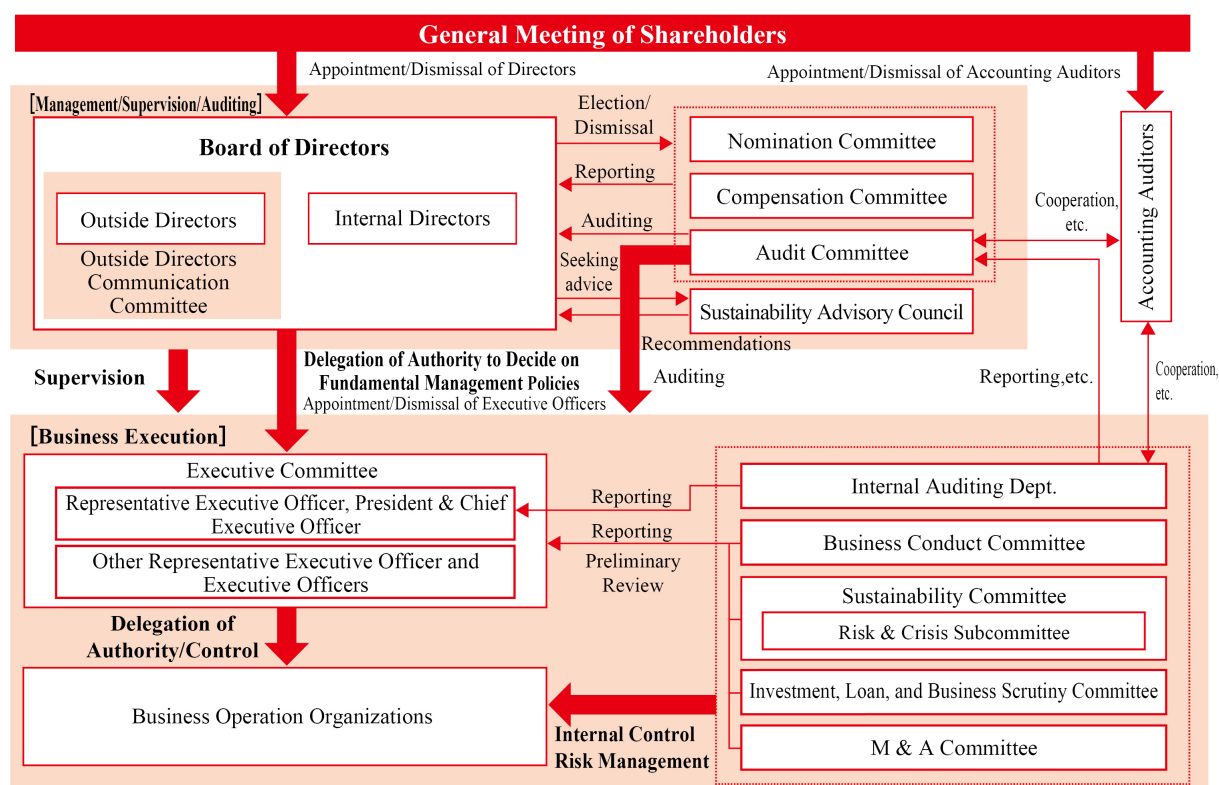 General Meeting of Shareholders
Appointment/Dismissal of Directors
Appointment/Dismissal of Accounting Auditors
[Management/Supervision/Auditing]
Board of Directors
Outside Directors
Internal Directors
Outside Directors
Communication
Committee
Election/
Dismissal
Reporting
Auditing
Seeking
advice
Nomination Committee
Compensation Committee
Audit Committee
Sustainability Advisory Council
Recommendations
Cooperation,
etc.
Accounting Auditors
Supervision
Delegation of Authority to Decide on
Fundamental Management Policies
Appointment/Dismissal of Executive Officers
Auditing
Reporting,etc.
Cooperation,
etc.
[Business Execution]
Executive Committee
Representative Executive Officer, President & Chief
Executive Officer
Other Representative Executive Officer and
Executive Officers
Reporting
Reporting
Preliminary
Review
Internal Auditing Dept.
Business Conduct Committee
Sustainability Committee
Risk & Crisis Subcommittee
Investment, Loan, and Business Scrutiny Committee
M & A Committee
Delegation of
Authority/Control
Business Operation Organizations
Internal Control
Risk Management